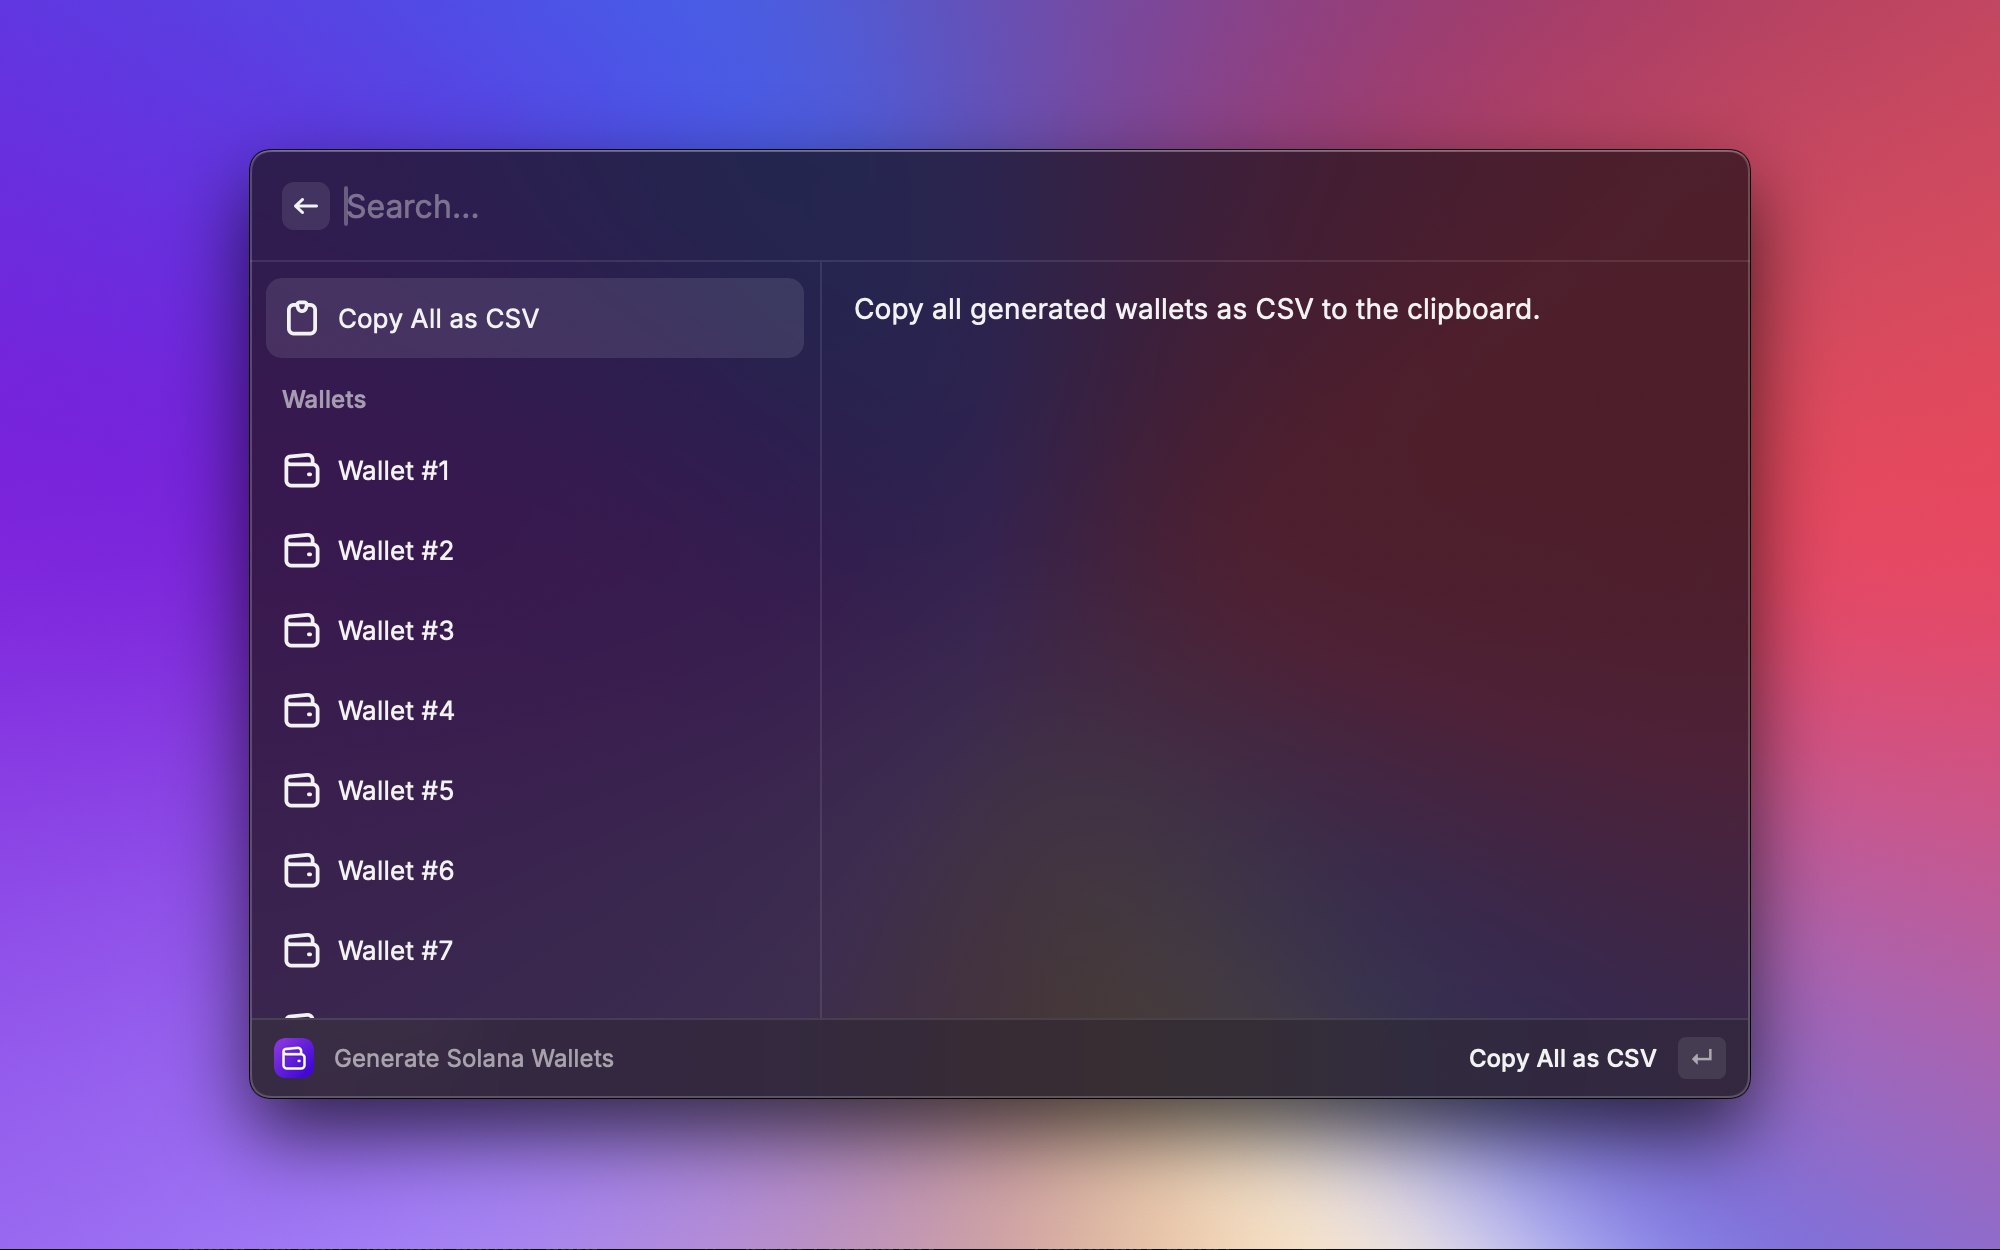 Search...
Copy All as CSV
Copy all generated wallets as CSV to the clipboard.
Wallets
Wallet #1
Wallet #2
Wallet #3
Wallet #4
Wallet #5
Wallet #6
Wallet #7
Generate Solana Wallets
Copy All as CSV